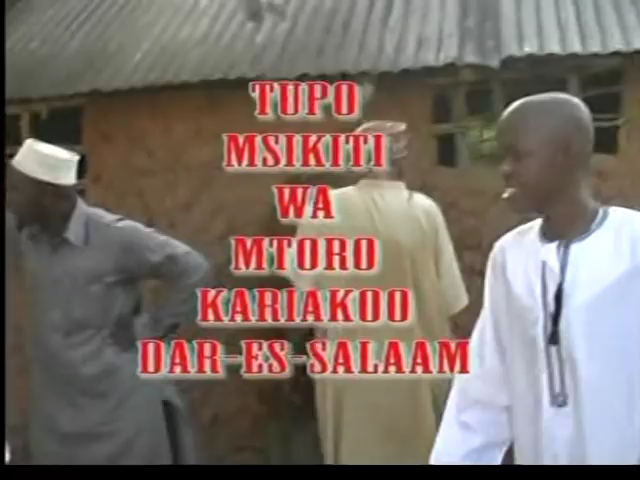 TUPO
MSIKITI
WA
MTORO
KARIAKOO
DAR-ES-SALAAM